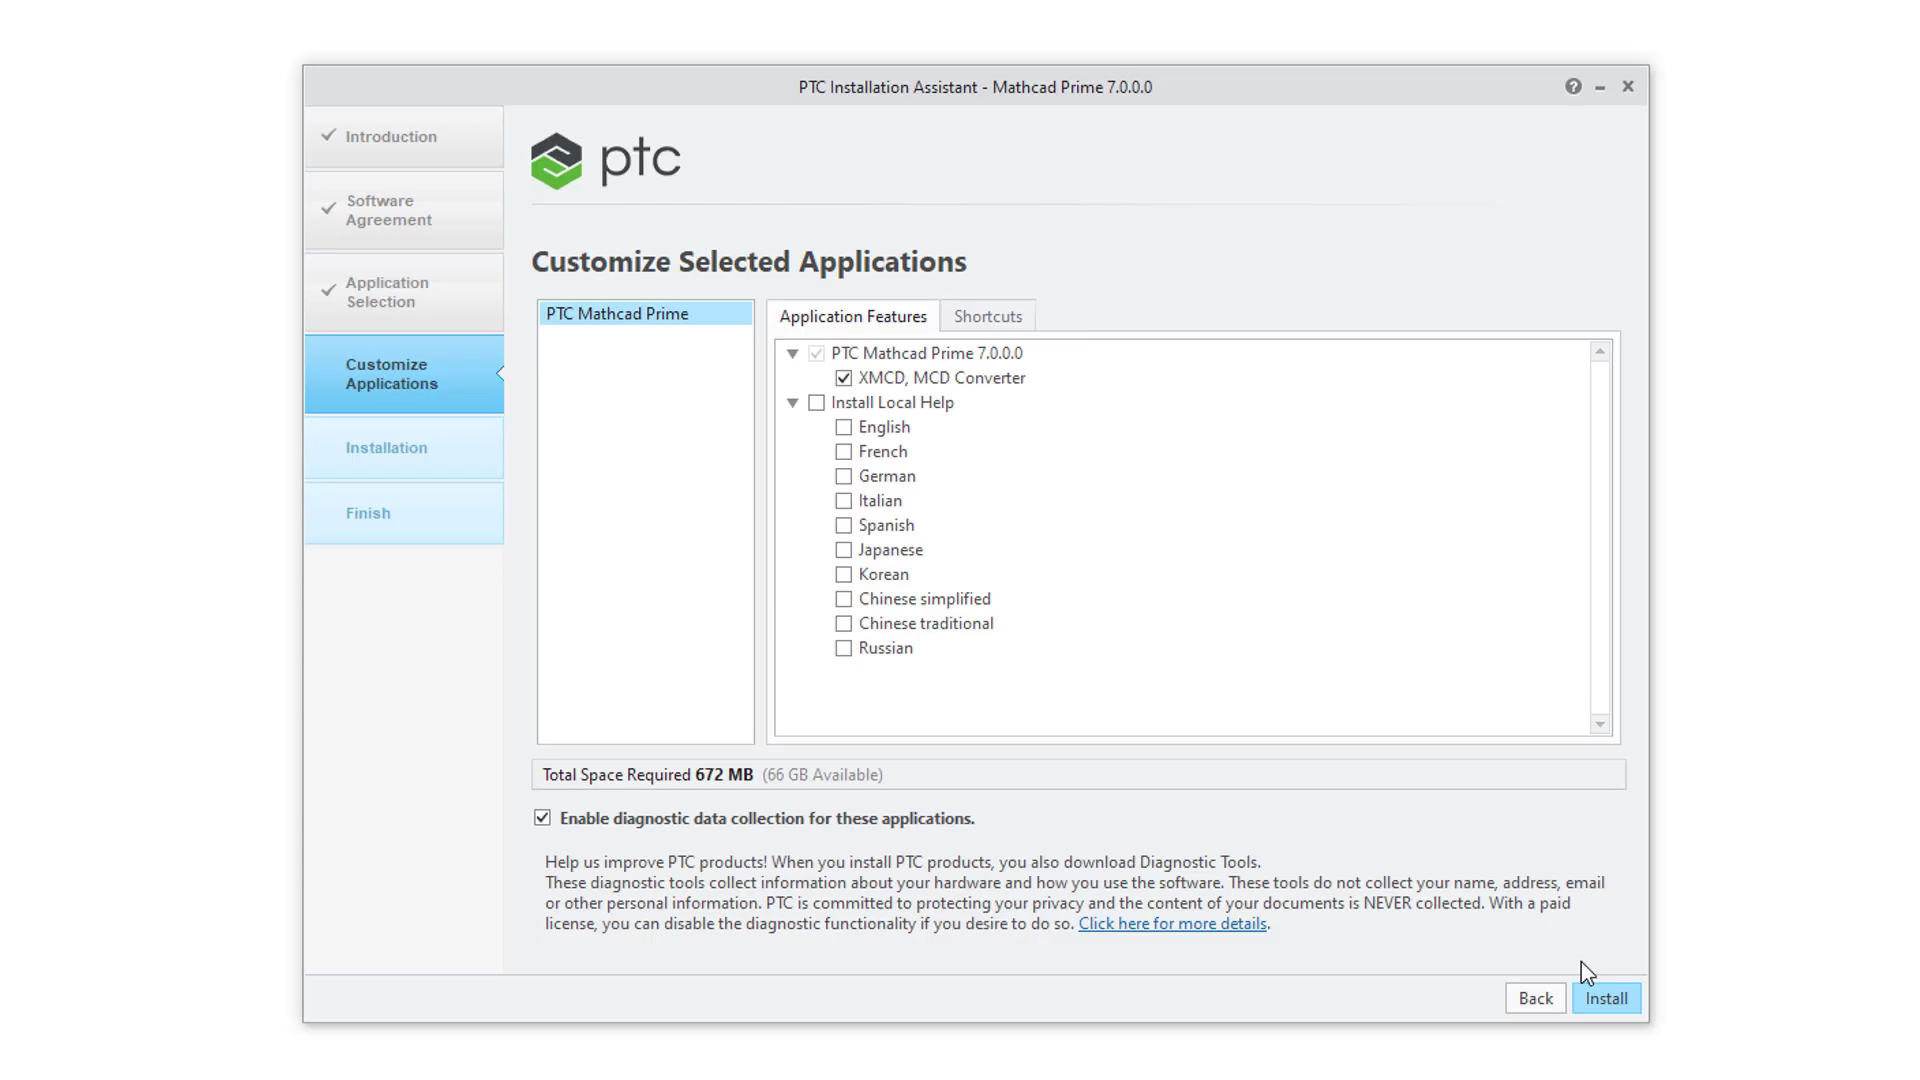 PTC Installation Assistant - Mathcad Prime 7.0.0.0
Introduction
Software
Agreement
Application
Selection
Customize
Applications
Installation
Finish
ptc
Customize Selected Applications
PTC Mathcad Prime
Application Features
Shortcuts
PTC Mathcad Prime 7.0.0.0
XMCD, MCD Converter
Install Local Help
English
French
German
Italian
Spanish
Japanese
Korean
Chinese simplified
Chinese traditional
Russian
Total Space Required 672 MB (66 GB Available)
Enable diagnostic data collection for these applications.
Help us improve PTC products! When you install PTC products, you also download Diagnostic Tools.
These diagnostic tools collect information about your hardware and how you use the software. These tools do not collect your name, address, email
or other personal information. PTC is committed to protecting your privacy and the content of your documents is NEVER collected. With a paid
license, you can disable the diagnostic functionality if you desire to do so. Click here for more details.
Back
Install